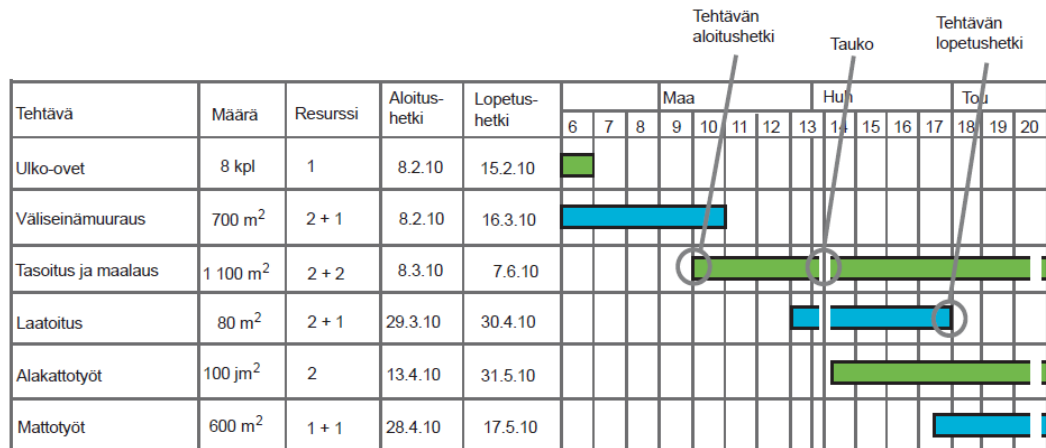 Tehtävän
aloitushetki
Tauko
Tehtävän
lopetushetki
Tehtävä Määrä Resurssi Aloitus-
hetki Lopetus-
hetki Maa Huh Tou
6 7 8 9 10 11 12 13 14 15 16 17 18 19 20
Ulko-ovet 8 kpl 1 8.2.10 15.2.10
Väliseinämuuraus 700 m² 2 + 1 8.2.10 16.3.10
Tasoitus ja maalaus 1 100 m² 2 + 2 8.3.10 7.6.10
Laatoitus 80 m² 2 + 1 29.3.10 30.4.10
Alakattotyöt 100 jm² 2 13.4.10 31.5.10
Mattotyöt 600 m² 1 + 1 28.4.10 17.5.10